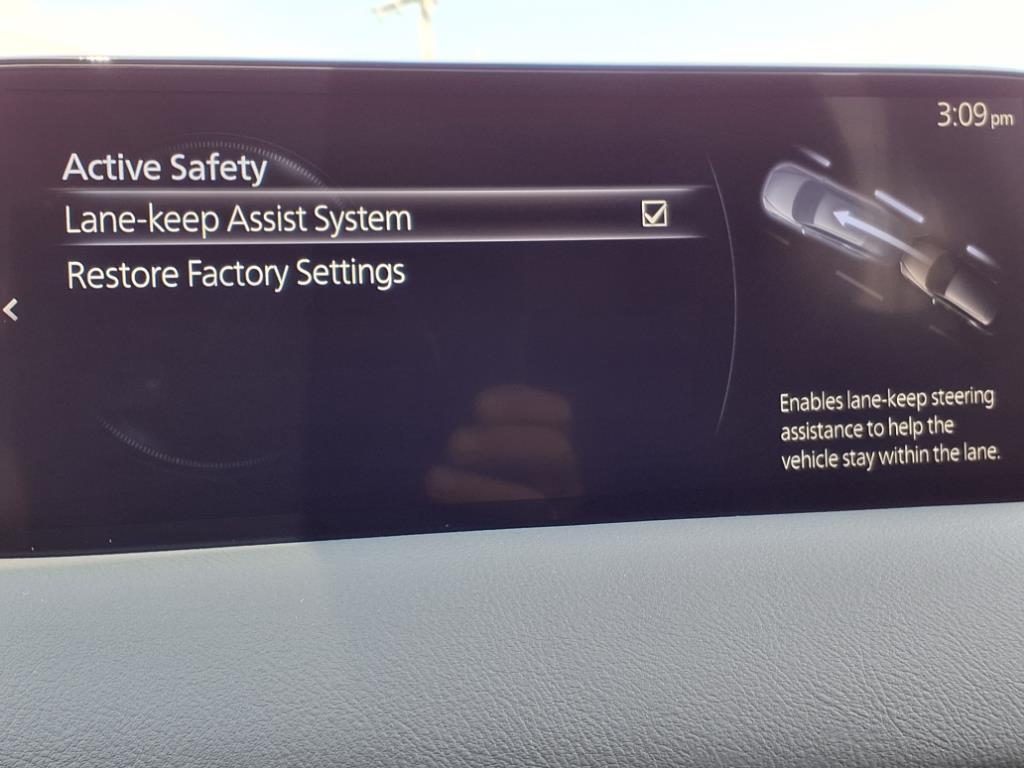 3:09 pm
Active Safety
Lane-keep Assist System
Restore Factory Settings
Enables lane-keep steering
assistance to help the
vehicle stay within the lane.